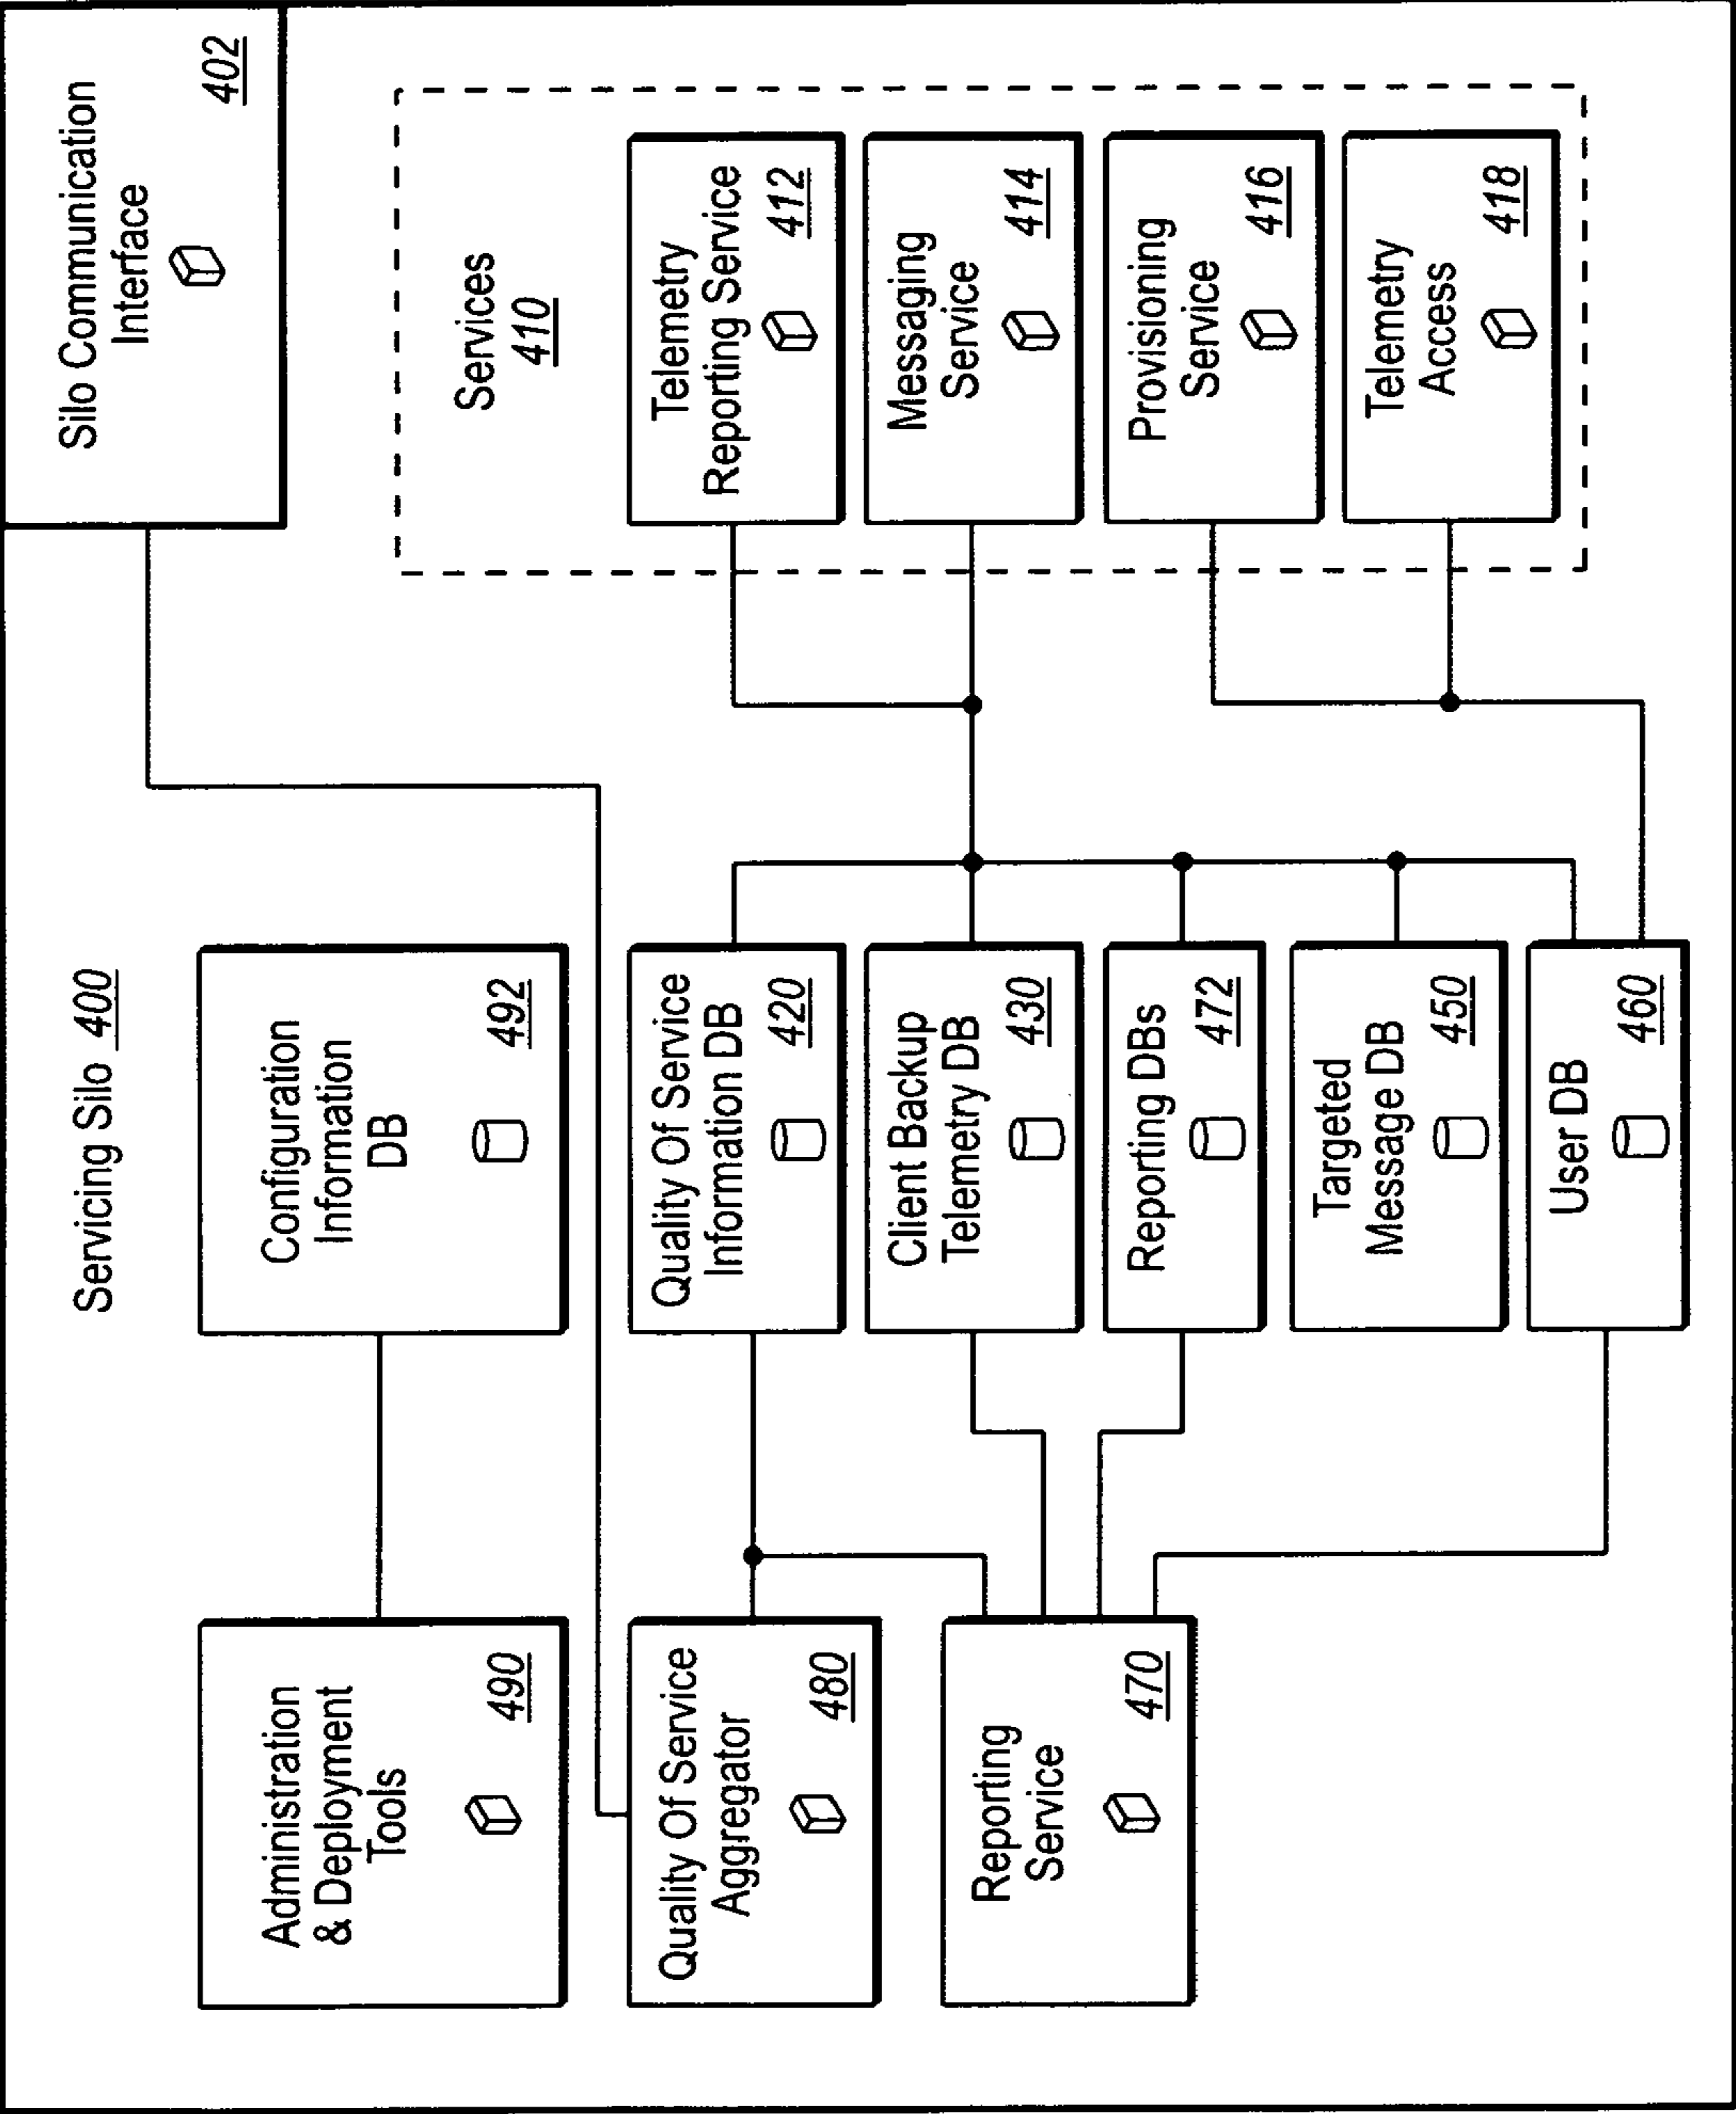 Servicing Silo 400
Silo Communication
Interface
402
Administration
& Deployment
Tools
490
Configuration
Information
DB
492
Services
410
Quality Of Service
Aggregator
480
Quality Of Service
Information DB
420
Telemetry
Reporting Service
412
Reporting
Service
470
Client Backup
Telemetry DB
430
Messaging
Service
414
Reporting DBs
472
Provisioning
Service
416
Targeted
Message DB
450
Telemetry
Access
418
User DB
460